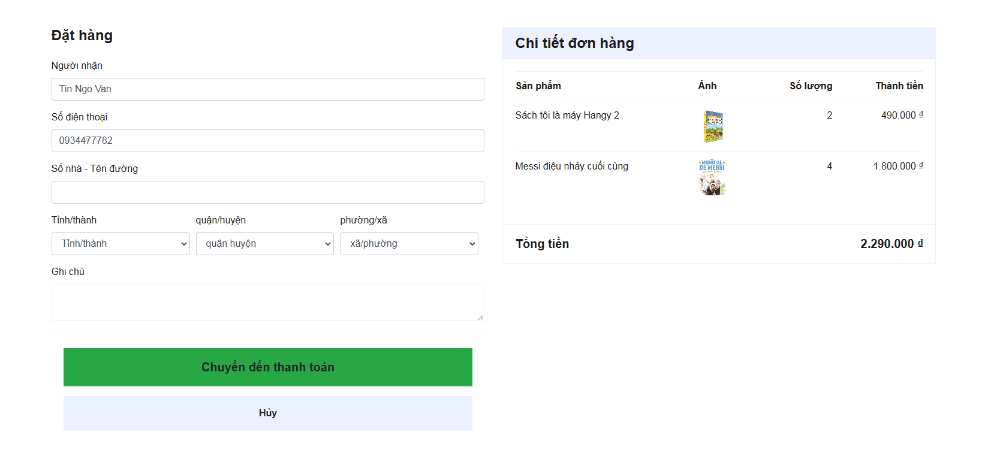 Đặt hàng
Người nhận
Tin Ngo Van
Số điện thoại
0934477782
Số nhà - Tên đường
Tỉnh/thành quận/huyện phường/xã
Tỉnh/thành quận huyện xã/phường
Ghi chú
Chuyển đến thanh toán
Hủy
Chi tiết đơn hàng
Sản phẩm Ảnh Số lượng Thành tiền
Sách tôi là máy Hangy 2 2 490.000 ₫
Messi điệu nhảy cuối cùng 4 1.800.000 ₫
MUNDIAL
DE MESSI
Tổng tiền 2.290.000 ₫